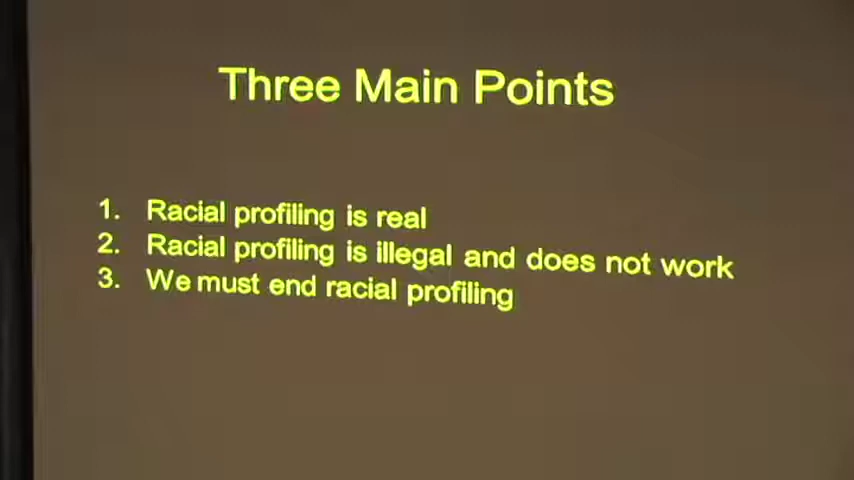 Three Main Points
1. Racial profiling is real
2. Racial profiling is illegal and does not work
3. We must end racial profiling